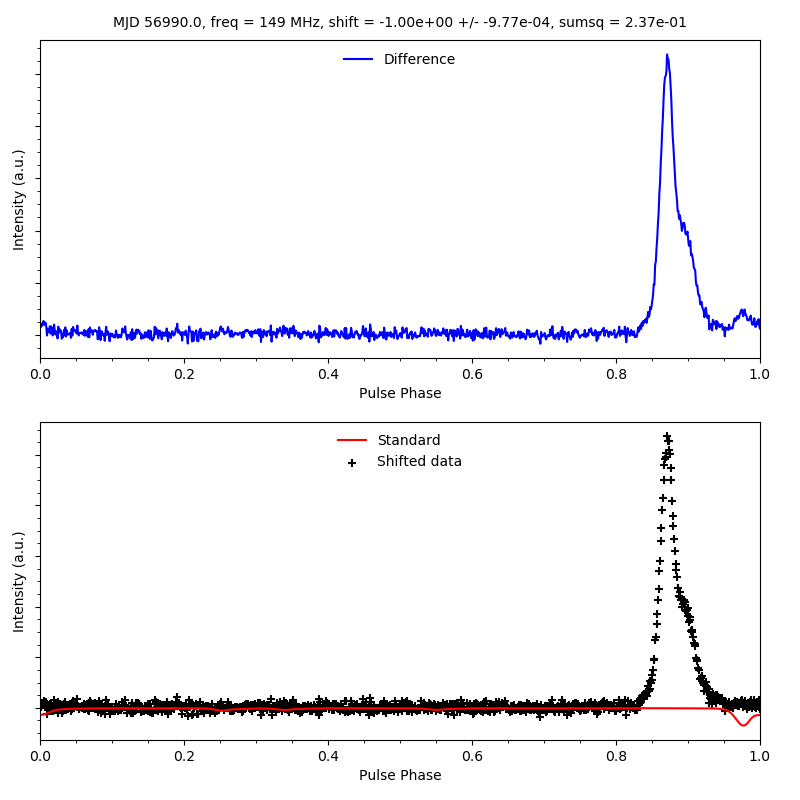 MJD 56990.0, freq = 149 MHz, shift = -1.00e+00 +/- -9.77e-04, sumsq = 2.37e-01
Difference
Intensity (a.u.)
0.0 0.2 0.4 0.6 0.8 1.0
Pulse Phase
Standard
Shifted data
Intensity (a.u.)
0.0 0.2 0.4 0.6 0.8 1.0
Pulse Phase